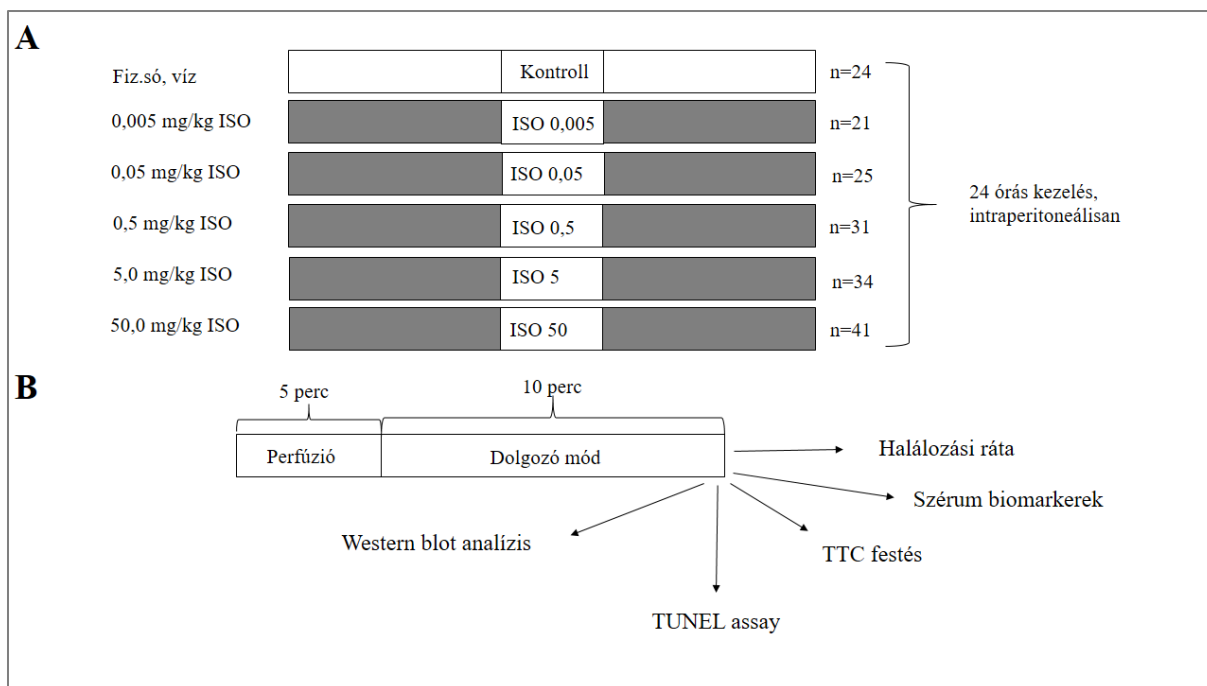 A
Fiz.só, víz
Kontroll
n=24
0,005 mg/kg ISO
ISO 0,005
n=21
0,05 mg/kg ISO
ISO 0,05
n=25
0,5 mg/kg ISO
ISO 0,5
n=31
5,0 mg/kg ISO
ISO 5
n=34
50,0 mg/kg ISO
ISO 50
n=41
24 órás kezelés,
intraperitoneálisan
B
5 perc
10 perc
Perfúzió
Dolgozó mód
Halálozási ráta
Szérum biomarkerek
TTC festés
Western blot analízis
TUNEL assay